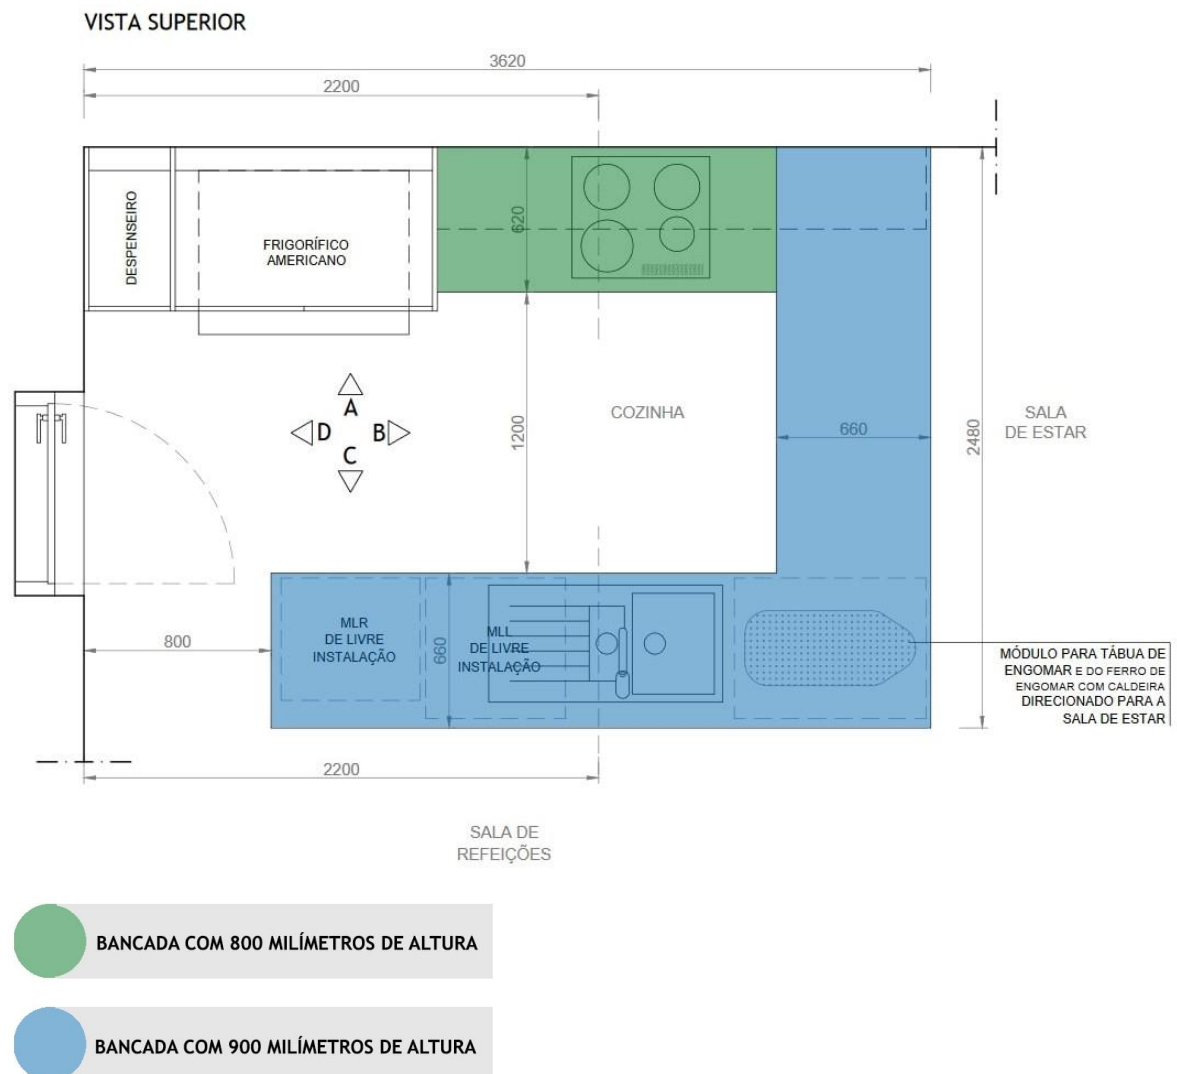 VISTA SUPERIOR
3620
2200
DESPENSEIRO
FRIGORÍFICO
AMERICANO
620
A
D
B
C
1200
COZINHA
660
2480
SALA
DE ESTAR
800
MLR
DE LIVRE
INSTALAÇÃO
660
MLL
DE LIVRE
INSTALAÇÃO
MÓDULO PARA TÁBUA DE
ENGOMAR E DO FERRO DE
ENGOMAR COM CALDEIRA
DIRECIONADO PARA A
SALA DE ESTAR
2200
SALA DE
REFEIÇÕES
BANCADA COM 800 MILÍMETROS DE ALTURA
BANCADA COM 900 MILÍMETROS DE ALTURA